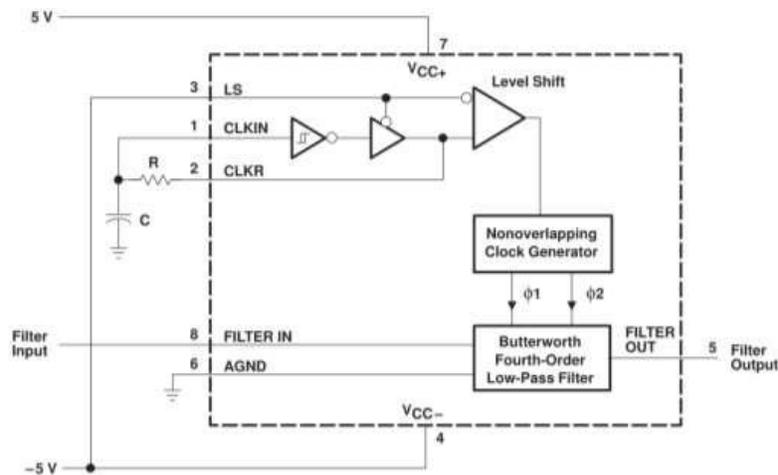 5 V
7
VCC+
Level Shift
3 LS
1 CLKIN
R
2 CLKR
C
Nonoverlapping
Clock Generator
ϕ1 ϕ2
8 FILTER IN
Filter
Input
6 AGND
Butterworth
Fourth-Order
Low-Pass Filter
FILTER
OUT
5
Filter
Output
VCC−
4
−5 V